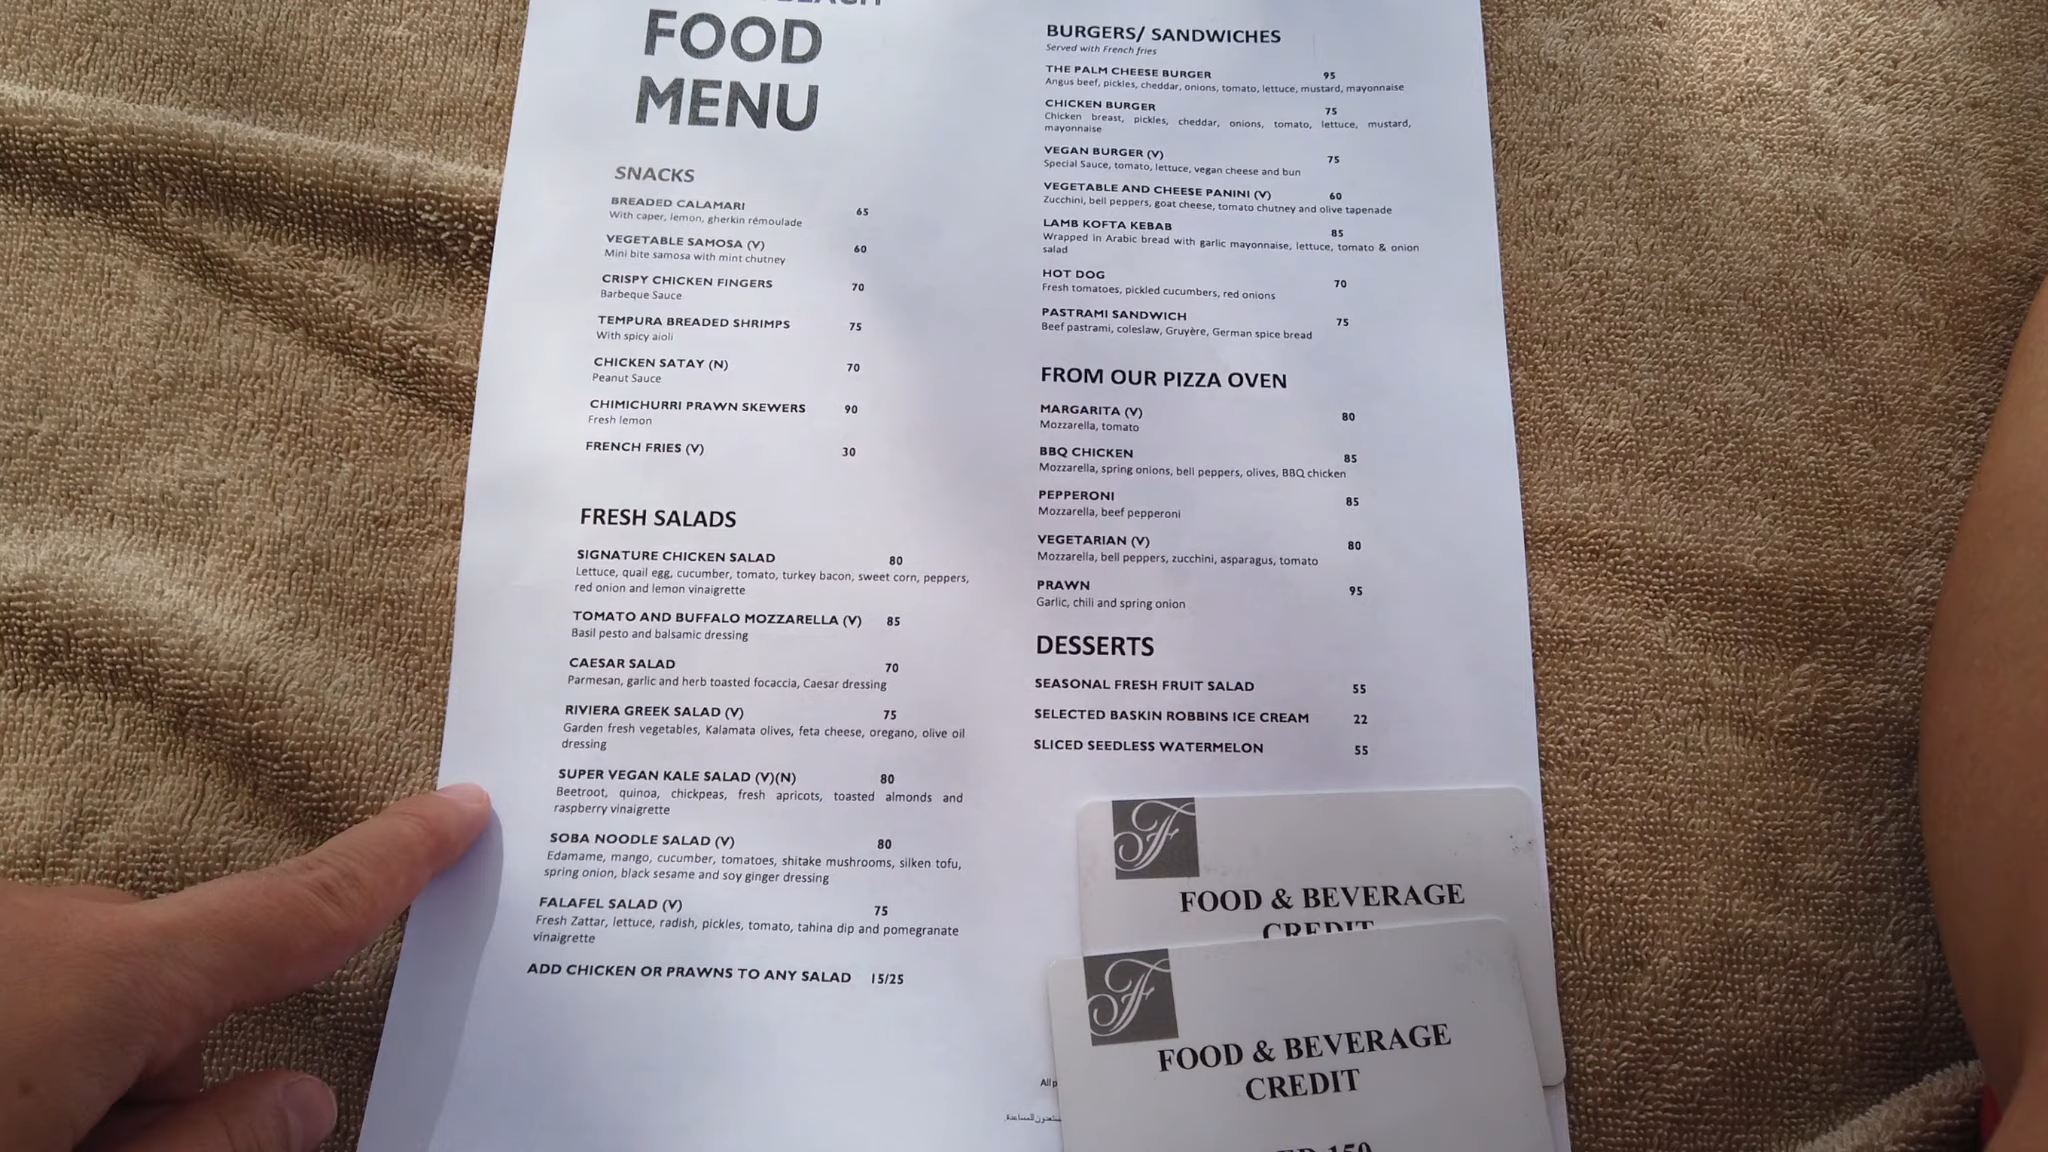 FOOD
MENU
SNACKS
BREADED CALAMARI 65
With caper, lemon, gherkin rémoulade
VEGETABLE SAMOSA (V) 60
Mini bite samosa with mint chutney
CRISPY CHICKEN FINGERS 70
Barbeque Sauce
TEMPURA BREADED SHRIMPS 75
With spicy aioli
CHICKEN SATAY (N) 70
Peanut Sauce
CHIMICHURRI PRAWN SKEWERS 90
Fresh lemon
FRENCH FRIES (V) 30
FRESH SALADS
SIGNATURE CHICKEN SALAD 80
Lettuce, quail egg, cucumber, tomato, turkey bacon, sweet corn, peppers,
red onion and lemon vinaigrette
TOMATO AND BUFFALO MOZZARELLA (V) 85
Basil pesto and balsamic dressing
CAESAR SALAD 70
Parmesan, garlic and herb toasted focaccia, Caesar dressing
RIVIERA GREEK SALAD (V) 75
Garden fresh vegetables, Kalamata olives, feta cheese, oregano, olive oil
dressing
SUPER VEGAN KALE SALAD (V)(N) 80
Beetroot, quinoa, chickpeas, fresh apricots, toasted almonds and
raspberry vinaigrette
SOBA NOODLE SALAD (V) 80
Edamame, mango, cucumber, tomatoes, shitake mushrooms, silken tofu,
spring onion, black sesame and soy ginger dressing
FALAFEL SALAD (V) 75
Fresh Zattar, lettuce, radish, pickles, tomato, tahina dip and pomegranate
vinaigrette
ADD CHICKEN OR PRAWNS TO ANY SALAD 15/25
BURGERS/ SANDWICHES
Served with French fries
THE PALM CHEESE BURGER 95
Angus beef, pickles, cheddar, onions, tomato, lettuce, mustard, mayonnaise
CHICKEN BURGER 75
Chicken breast, pickles, cheddar, onions, tomato, lettuce, mustard,
mayonnaise
VEGAN BURGER (V) 75
Special Sauce, tomato, lettuce, vegan cheese and bun
VEGETABLE AND CHEESE PANINI (V) 60
Zucchini, bell peppers, goat cheese, tomato chutney and olive tapenade
LAMB KOFTA KEBAB 85
Wrapped in Arabic bread with garlic mayonnaise, lettuce, tomato & onion
salad
HOT DOG 70
Fresh tomatoes, pickled cucumbers, red onions
PASTRAMI SANDWICH 75
Beef pastrami, coleslaw, Gruyère, German spice bread
FROM OUR PIZZA OVEN
MARGARITA (V) 80
Mozzarella, tomato
BBQ CHICKEN 85
Mozzarella, spring onions, bell peppers, olives, BBQ chicken
PEPPERONI 85
Mozzarella, beef pepperoni
VEGETARIAN (V) 80
Mozzarella, bell peppers, zucchini, asparagus, tomato
PRAWN 95
Garlic, chili and spring onion
DESSERTS
SEASONAL FRESH FRUIT SALAD 55
SELECTED BASKIN ROBBINS ICE CREAM 22
SLICED SEEDLESS WATERMELON 55
FOOD & BEVERAGE
CREDIT
FOOD & BEVERAGE
CREDIT
150
All